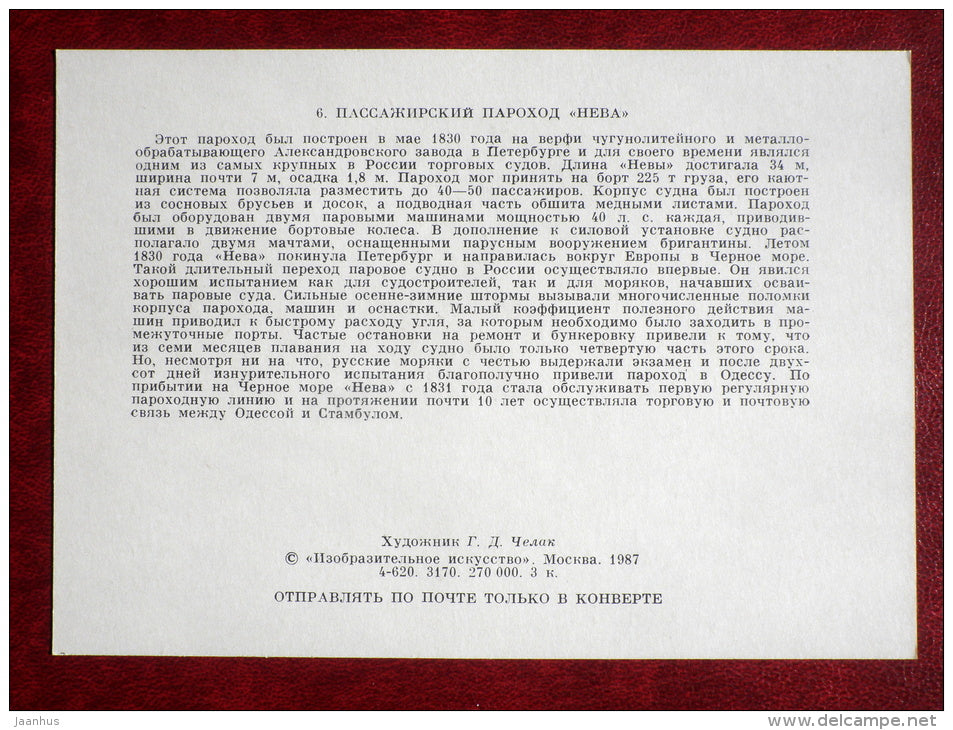 6. ПАССАЖИРСКИЙ ПАРОХОД «НЕВА»
Этот пароход был построен в мае 1830 года на верфи чугунолитейного и металло-
обрабатывающего Александровского завода в Петербурге и для своего времени являлся
одним из самых крупных в России торговых судов. Длина «Невы» достигала 34 м,
ширина почти 7 м, осадка 1,8 м. Пароход мог принять на борт 225 т груза, его кают-
ная система позволяла разместить до 40—50 пассажиров. Корпус судна был построен
из сосновых брусьев и досок, а подводная часть обшита медными листами. Пароход
был оборудован двумя паровыми машинами мощностью 40 л. с. каждая, приводив-
шими в движение бортовые колеса. В дополнение к силовой установке судно рас-
полагало двумя мачтами, оснащенными парусным вооружением бригантины. Летом
1830 года «Нева» покинула Петербург и направилась вокруг Европы в Черное море.
Такой длительный переход паровое судно в России осуществляло впервые. Он явился
хорошим испытанием как для судостроителей, так и для моряков, начавших осваи-
вать паровые суда. Сильные осенне-зимние штормы вызывали многочисленные поломки
корпуса парохода, машин и оснастки. Малый коэффициент полезного действия ма-
шин приводил к быстрому расходу угля, за которым необходимо было заходить в про-
межуточные порты. Частые остановки на ремонт и бункеровку привели к тому, что
из семи месяцев плавания на ходу судно было только четвертую часть этого срока.
Но, несмотря ни на что, русские моряки с честью выдержали экзамен и после двух-
сот дней изнурительного испытания благополучно привели пароход в Одессу. По
прибытии на Черное море «Нева» с 1831 года стала обслуживать первую регулярную
пароходную линию и на протяжении почти 10 лет осуществляла торговую и почтовую
связь между Одессой и Стамбулом.
Художник Г. Д. Челак
© «Изобразительное искусство». Москва. 1987
4-620. 3170. 270 000. 3 к.
ОТПРАВЛЯТЬ ПО ПОЧТЕ ТОЛЬКО В КОНВЕРТЕ
jaanhus
delcampe.net